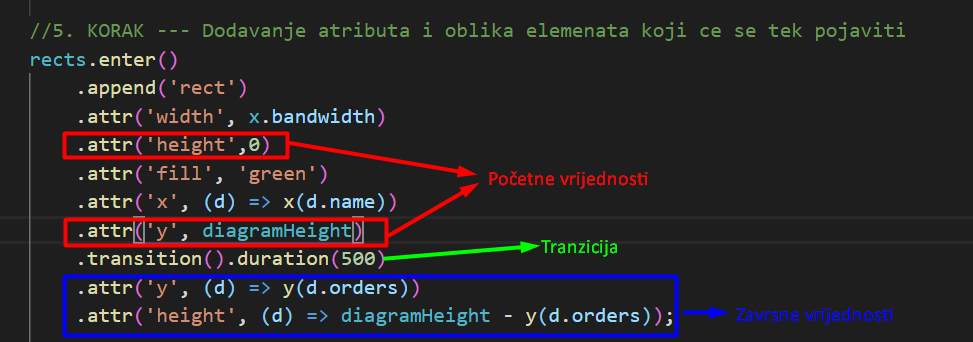 //5. KORAK --- Dodavanje atributa i oblika elemenata koji ce se tek pojaviti
rects.enter()
.append('rect')
.attr('width', x.bandwidth)
.attr('height',0)
.attr('fill', 'green')
Početne vrijednosti
.attr('x', (d) => x(d.name))
.attr('y', diagramHeight)
.transition().duration(500)
Tranzicija
.attr('y', (d) => y(d.orders))
.attr('height', (d) => diagramHeight - y(d.orders));
Zavrsne vrijednosti